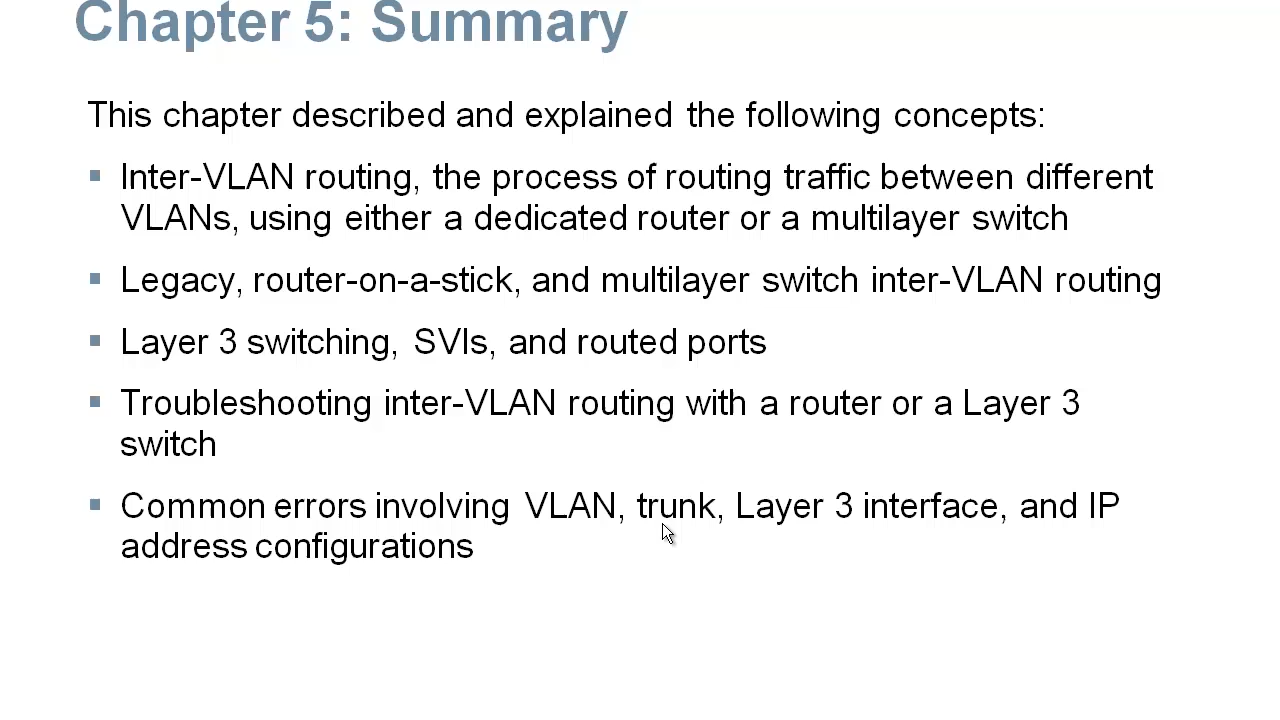 Chapter 5: Summary
This chapter described and explained the following concepts:
▪ Inter-VLAN routing, the process of routing traffic between different
VLANs, using either a dedicated router or a multilayer switch
▪ Legacy, router-on-a-stick, and multilayer switch inter-VLAN routing
▪ Layer 3 switching, SVIs, and routed ports
▪ Troubleshooting inter-VLAN routing with a router or a Layer 3
switch
▪ Common errors involving VLAN, trunk, Layer 3 interface, and IP
address configurations